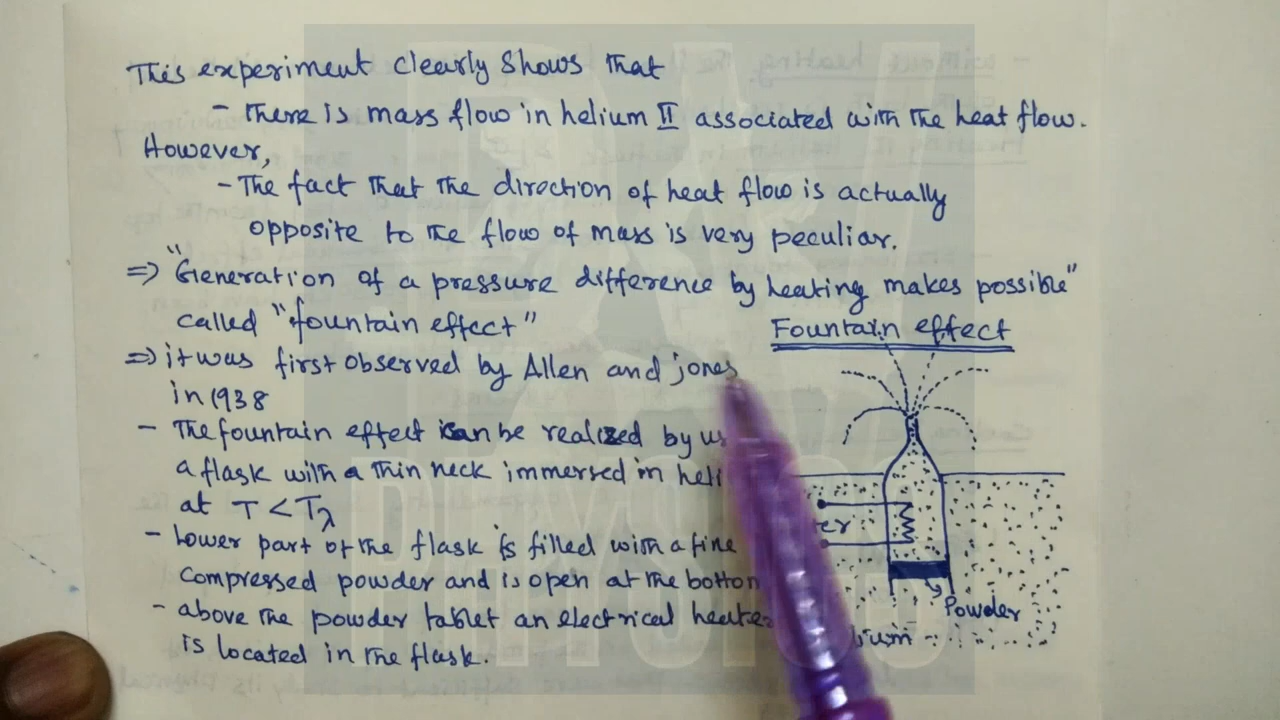 This experiment clearly shows that
- There is mass flow in helium II associated with the heat flow.
However,
- The fact that the direction of heat flow is actually
opposite to the flow of mass is very peculiar.
⇒ "Generation of a pressure difference by heating makes possible"
called "fountain effect"
⇒ it was first observed by Allen and jones
in 1938
- The fountain effect can be realized by
a flask with a thin neck immersed in
at T < Tλ
- Lower part of the flask is filled with a fine
compressed powder and is open at the bottom
- above the powder tablet an electrical heater
is located in the flask.
Fountain effect
Powder